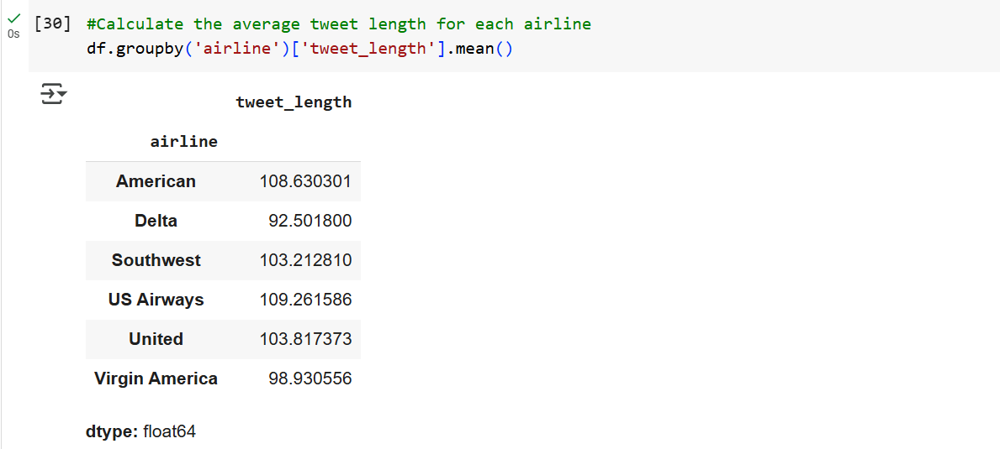 [30] #Calculate the average tweet length for each airline
0s df.groupby('airline')['tweet_length'].mean()
tweet_length
airline
American 108.630301
Delta 92.501800
Southwest 103.212810
US Airways 109.261586
United 103.817373
Virgin America 98.930556
dtype: float64